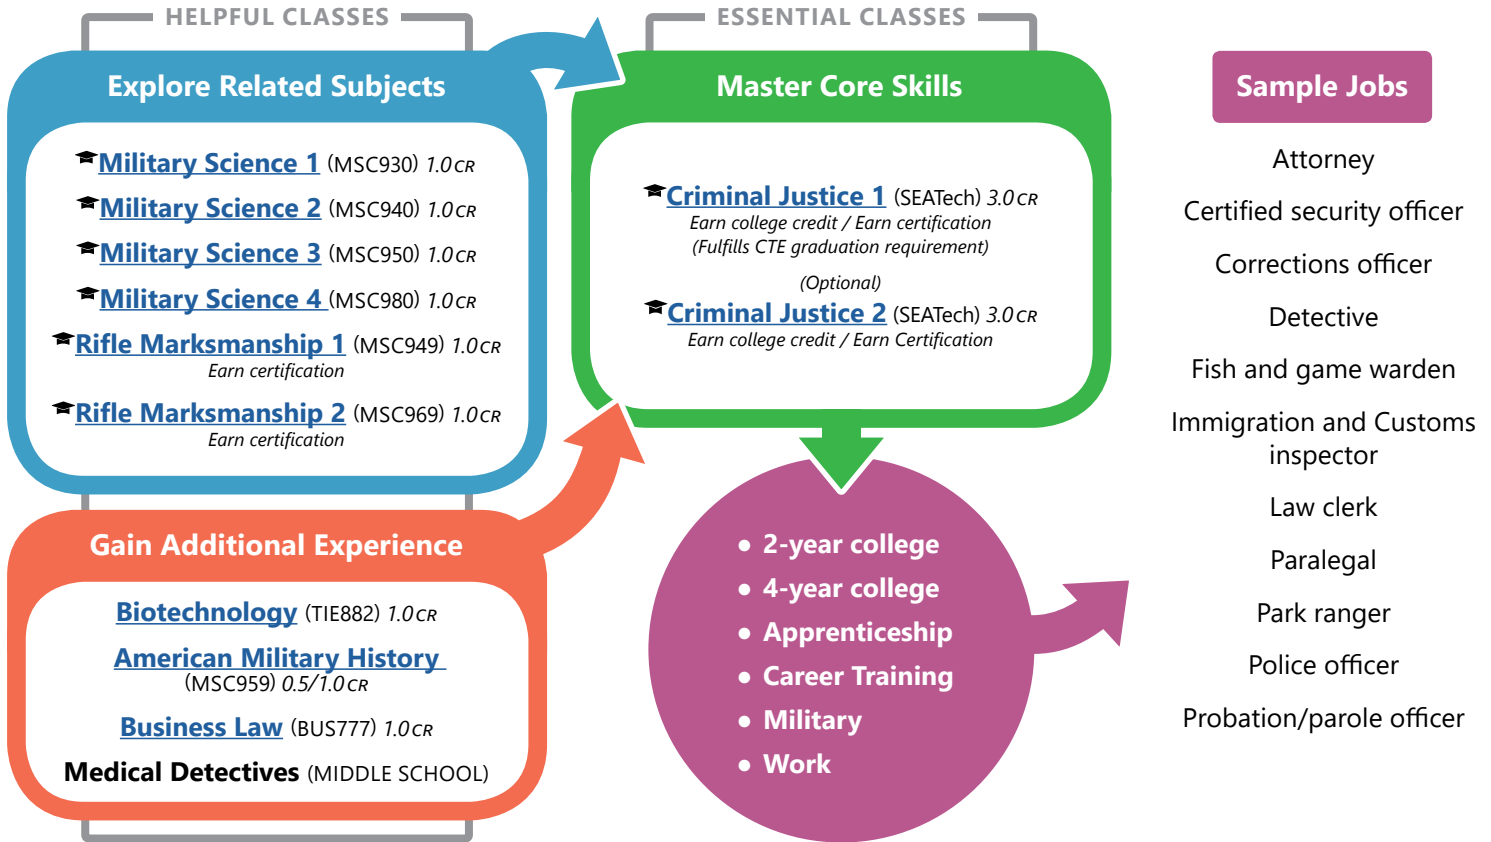 HELPFUL CLASSES
Explore Related Subjects
Military Science 1 (MSC930) 1.0 CR
Military Science 2 (MSC940) 1.0 CR
Military Science 3 (MSC950) 1.0 CR
Military Science 4 (MSC980) 1.0 CR
Rifle Marksmanship 1 (MSC949) 1.0 CR
Earn certification
Rifle Marksmanship 2 (MSC969) 1.0 CR
Earn certification
Gain Additional Experience
Biotechnology (TIE882) 1.0 CR
American Military History
(MSC959) 0.5/1.0 CR
Business Law (BUS777) 1.0 CR
Medical Detectives (MIDDLE SCHOOL)
ESSENTIAL CLASSES
Master Core Skills
Criminal Justice 1 (SEATech) 3.0 CR
Earn college credit / Earn certification
(Fulfills CTE graduation requirement)
(Optional)
Criminal Justice 2 (SEATech) 3.0 CR
Earn college credit / Earn Certification
• 2-year college
• 4-year college
• Apprenticeship
• Career Training
• Military
• Work
Sample Jobs
Attorney
Certified security officer
Corrections officer
Detective
Fish and game warden
Immigration and Customs
inspector
Law clerk
Paralegal
Park ranger
Police officer
Probation/parole officer